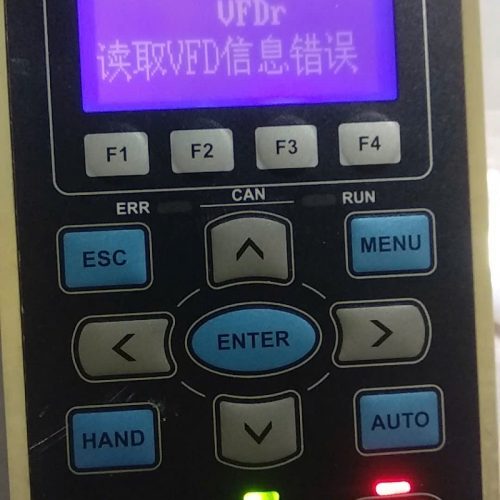 VFDr
读取VFD信息错误
F1 F2 F3 F4
CAN
ERR RUN
ESC MENU
ENTER
HAND AUTO